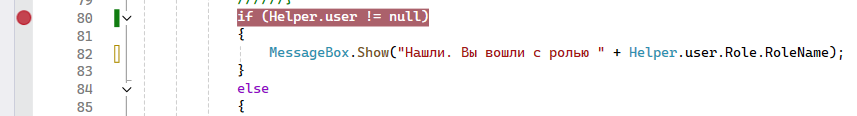 79 //////}
80 if (Helper.user != null)
81 {
82 MessageBox.Show("Нашли. Вы вошли с ролью " + Helper.user.Role.RoleName);
83 }
84 else
85 {